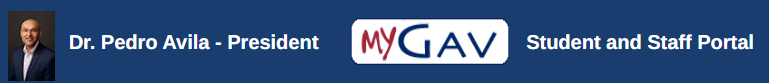 Dr. Pedro Avila - President
MYGAV
Student and Staff Portal